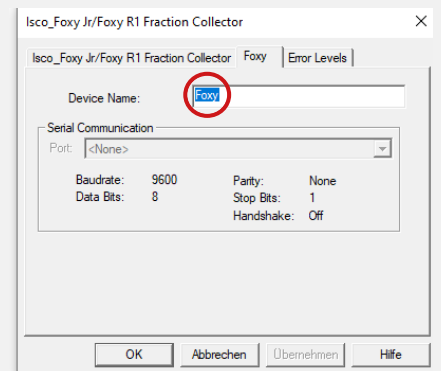 Isco_Foxy Jr/Foxy R1 Fraction Collector
Isco_Foxy Jr/Foxy R1 Fraction Collector Foxy Error Levels
Device Name: Foxy
Serial Communication
Port: <None>
Baudrate: 9600 Parity: None
Data Bits: 8 Stop Bits: 1
Handshake: Off
OK Abbrechen Übernehmen Hilfe